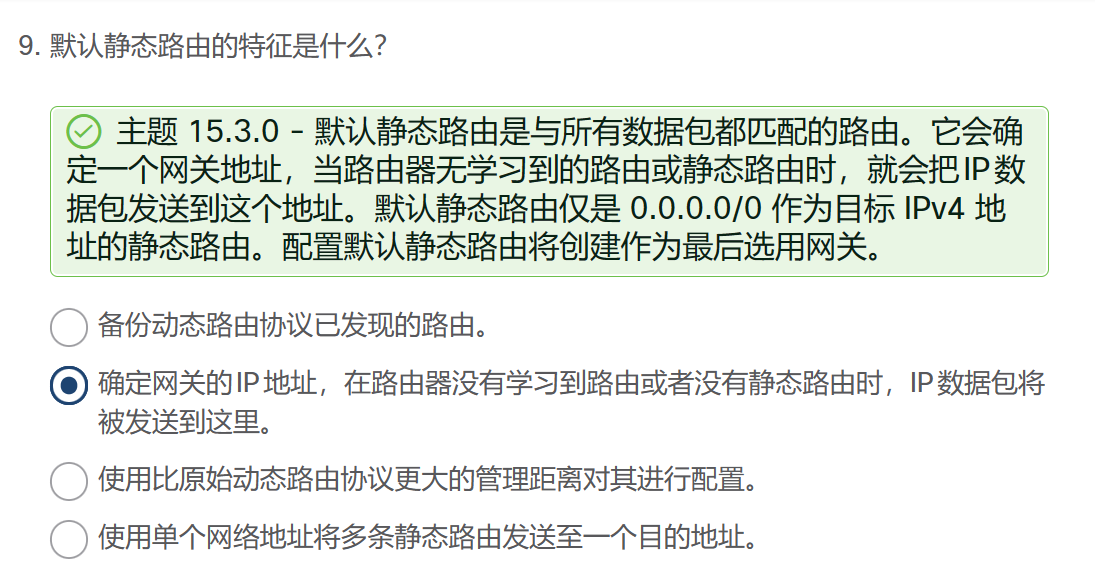 9. 默认静态路由的特征是什么?
主题 15.3.0 - 默认静态路由是与所有数据包都匹配的路由。它会确
定一个网关地址，当路由器无学习到的路由或静态路由时，就会把IP数
据包发送到这个地址。默认静态路由仅是 0.0.0.0/0 作为目标 IPv4 地
址的静态路由。配置默认静态路由将创建作为最后选用网关。
备份动态路由协议已发现的路由。
确定网关的IP地址，在路由器没有学习到路由或者没有静态路由时，IP数据包将
被发送到这里。
使用比原始动态路由协议更大的管理距离对其进行配置。
使用单个网络地址将多条静态路由发送至一个目的地址。